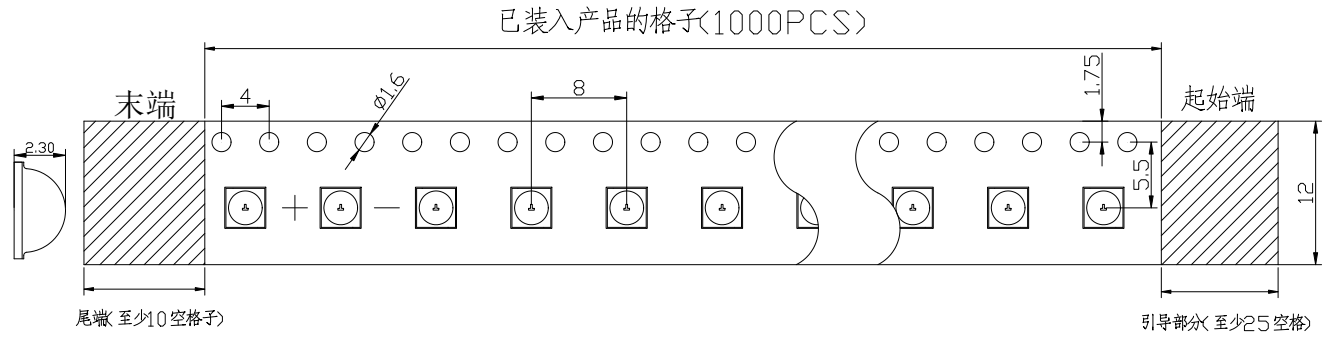 已装入产品的格子(1000PCS)
末端
4
Ø1.6
8
1.75
起始端
2.30
5.5
12
尾端(至少10空格子)
引导部分(至少25空格)